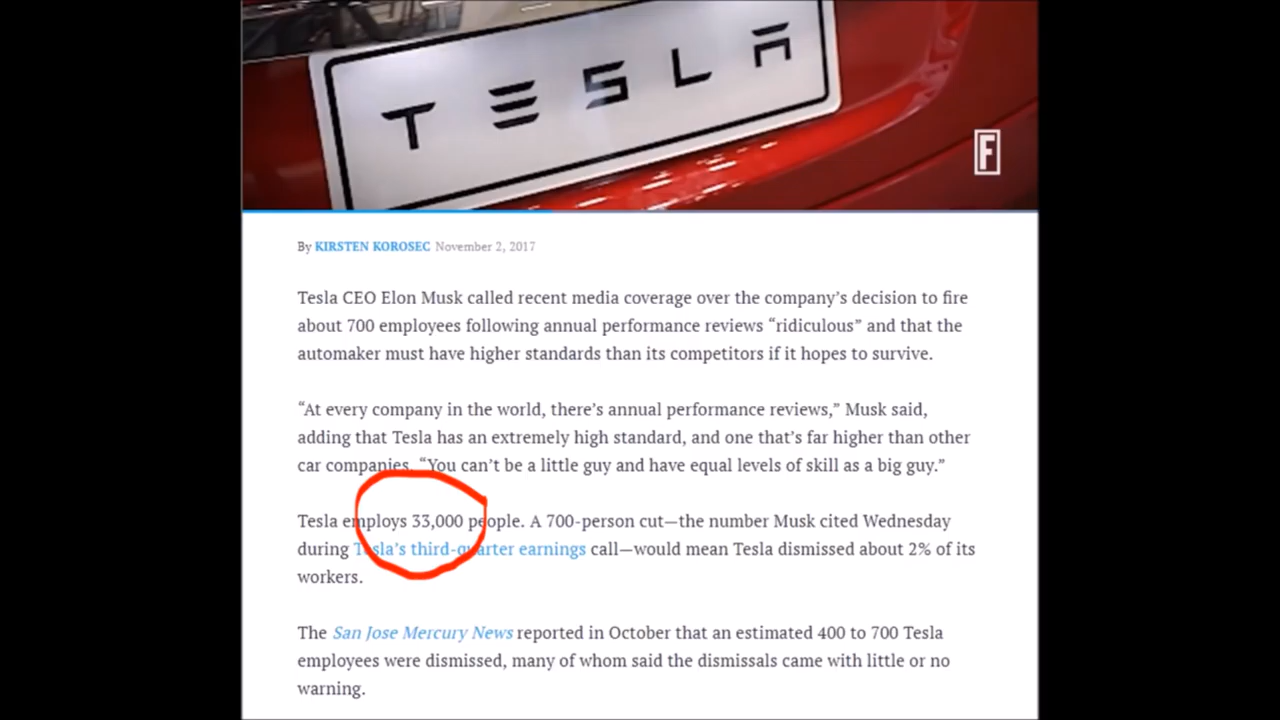 TESLA
F
By KIRSTEN KOROSEC November 2, 2017
Tesla CEO Elon Musk called recent media coverage over the company’s decision to fire
about 700 employees following annual performance reviews “ridiculous” and that the
automaker must have higher standards than its competitors if it hopes to survive.
“At every company in the world, there’s annual performance reviews,” Musk said,
adding that Tesla has an extremely high standard, and one that’s far higher than other
car companies. “You can’t be a little guy and have equal levels of skill as a big guy.”
Tesla employs 33,000 people. A 700-person cut—the number Musk cited Wednesday
during Tesla’s third-quarter earnings call—would mean Tesla dismissed about 2% of its
workers.
The San Jose Mercury News reported in October that an estimated 400 to 700 Tesla
employees were dismissed, many of whom said the dismissals came with little or no
warning.